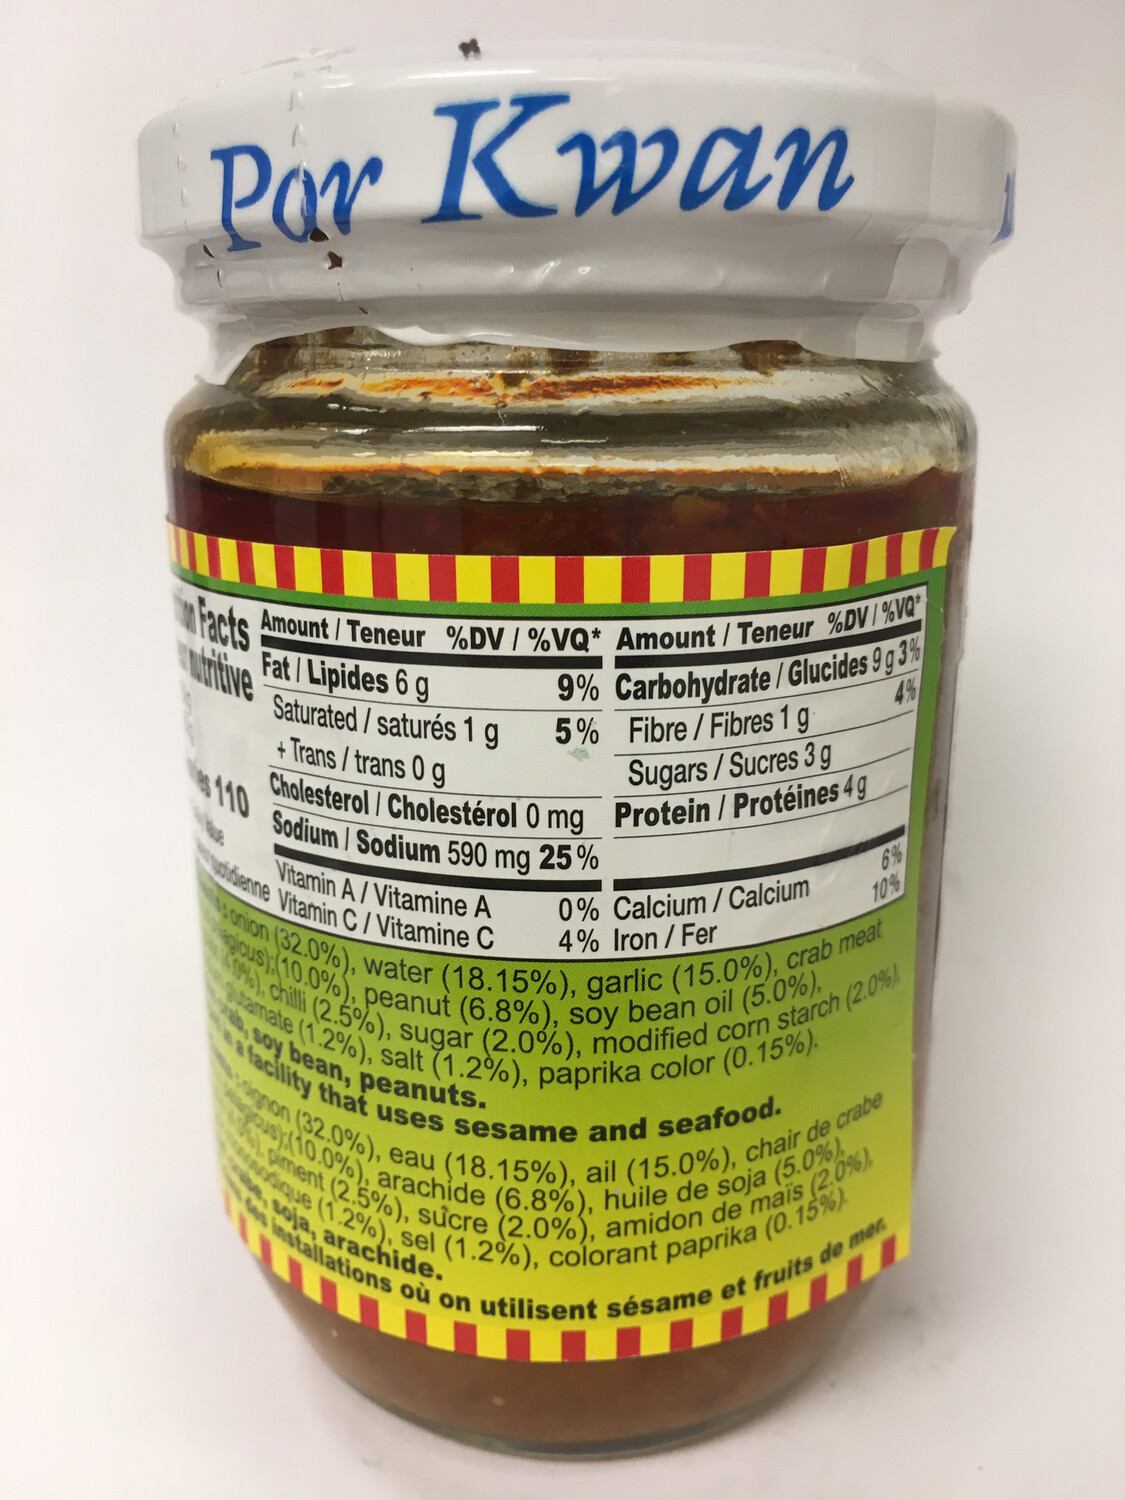 Por Kwan
Facts
nutritive
110
quotidienne
Amount / Teneur %DV / %VQ*
Fat / Lipides 6 g 9%
Saturated / saturés 1 g 5%
+ Trans / trans 0 g
Cholesterol / Cholestérol 0 mg
Sodium / Sodium 590 mg 25%
Vitamin A / Vitamine A 0%
Vitamin C / Vitamine C 4%
Amount / Teneur %DV / %VQ*
Carbohydrate / Glucides 9 g 3%
Fibre / Fibres 1 g 4%
Sugars / Sucres 3 g
Protein / Protéines 4 g
Calcium / Calcium 6%
Iron / Fer 10%
onion (32.0%), water (18.15%), garlic (15.0%), crab meat
(10.0%), peanut (6.8%), soy bean oil (5.0%),
chilli (2.5%), sugar (2.0%), modified corn starch (2.0%),
glutamate (1.2%), salt (1.2%), paprika color (0.15%).
crab, soy bean, peanuts.
in a facility that uses sesame and seafood.
oignon (32.0%), eau (18.15%), ail (15.0%), chair de crabe
(10.0%), arachide (6.8%), huile de soja (5.0%),
piment (2.5%), sucre (2.0%), amidon de maïs (2.0%),
(1.2%), sel (1.2%), colorant paprika (0.15%).
soja, arachide.
des installations où on utilisent sésame et fruits de mer.